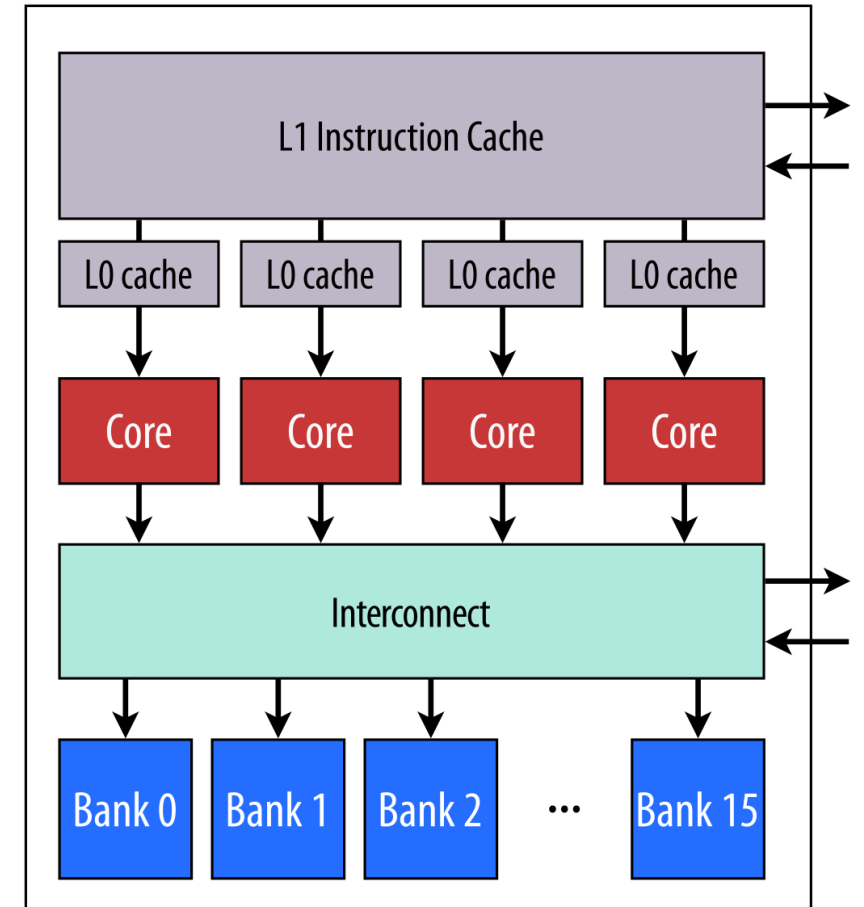 L1 Instruction Cache
L0 cache L0 cache L0 cache L0 cache
Core Core Core Core
Interconnect
Bank 0 Bank 1 Bank 2 ... Bank 15